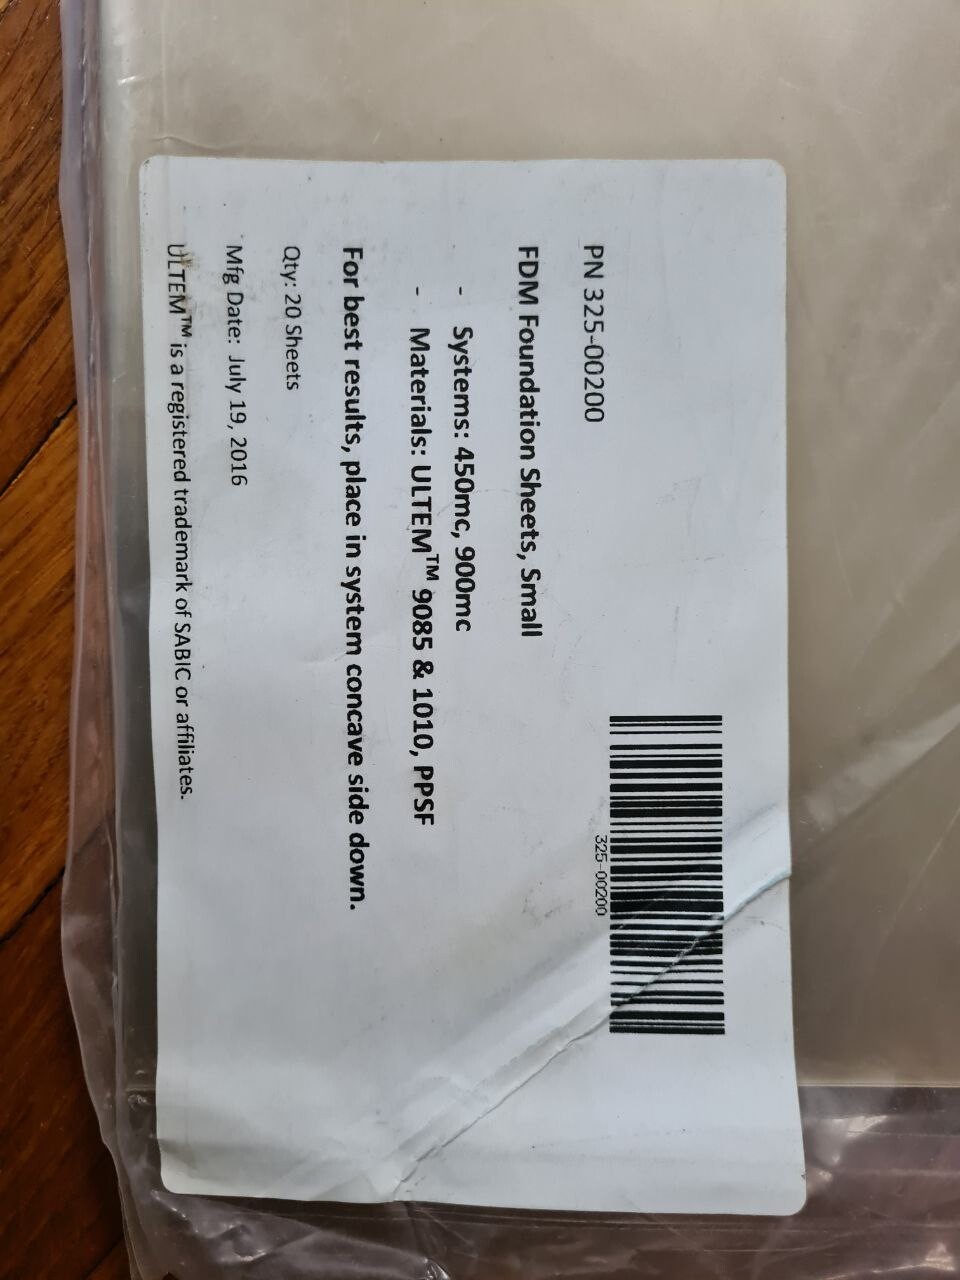 PN 325-00200
325-00200
FDM Foundation Sheets, Small
- Systems: 450mc, 900mc
- Materials: ULTEM™ 9085 & 1010, PPSF
For best results, place in system concave side down.
Qty: 20 Sheets
Mfg Date: July 19, 2016
ULTEM™ is a registered trademark of SABIC or affiliates.